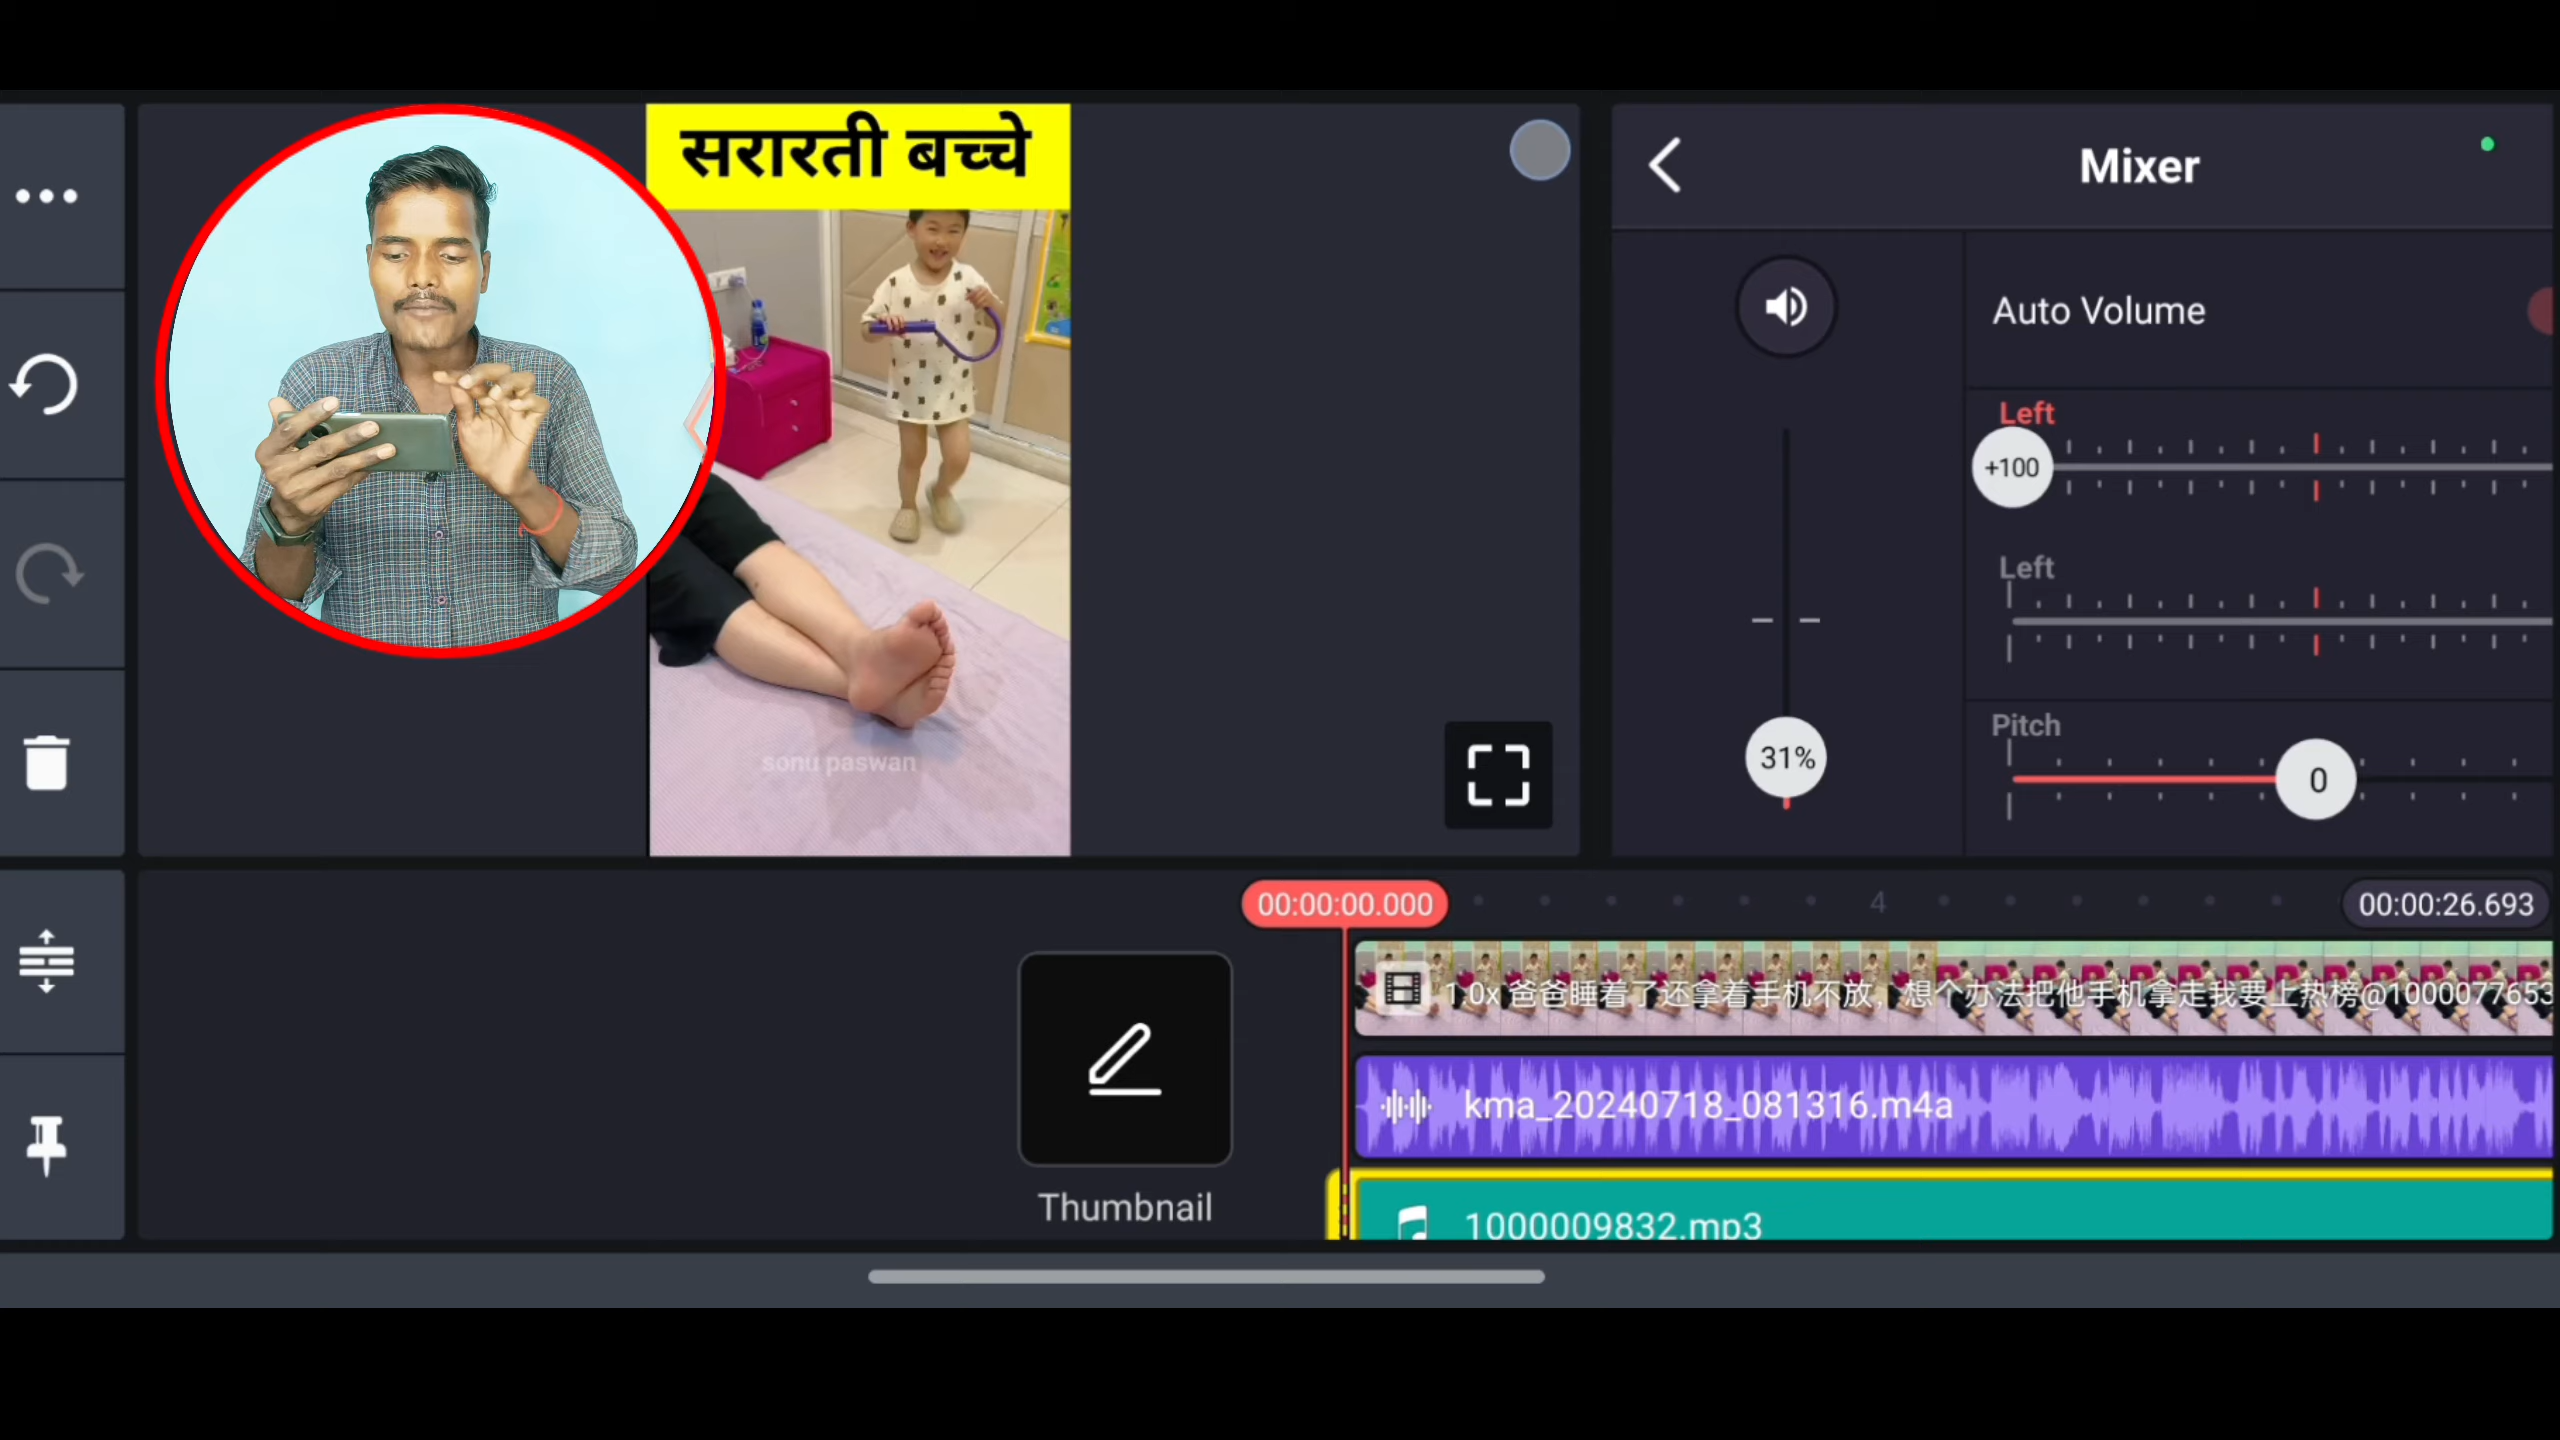 सरारती बच्चे
sonu paswan
Mixer
Auto Volume
Left
+100
Left
31%
Pitch
0
00:00:00.000
4
00:00:26.693
1.0x 爸爸睡着了还拿着手机不放，想个办法把他手机拿走我要上热榜@1000077653
kma_20240718_081316.m4a
Thumbnail
1000009832.mp3